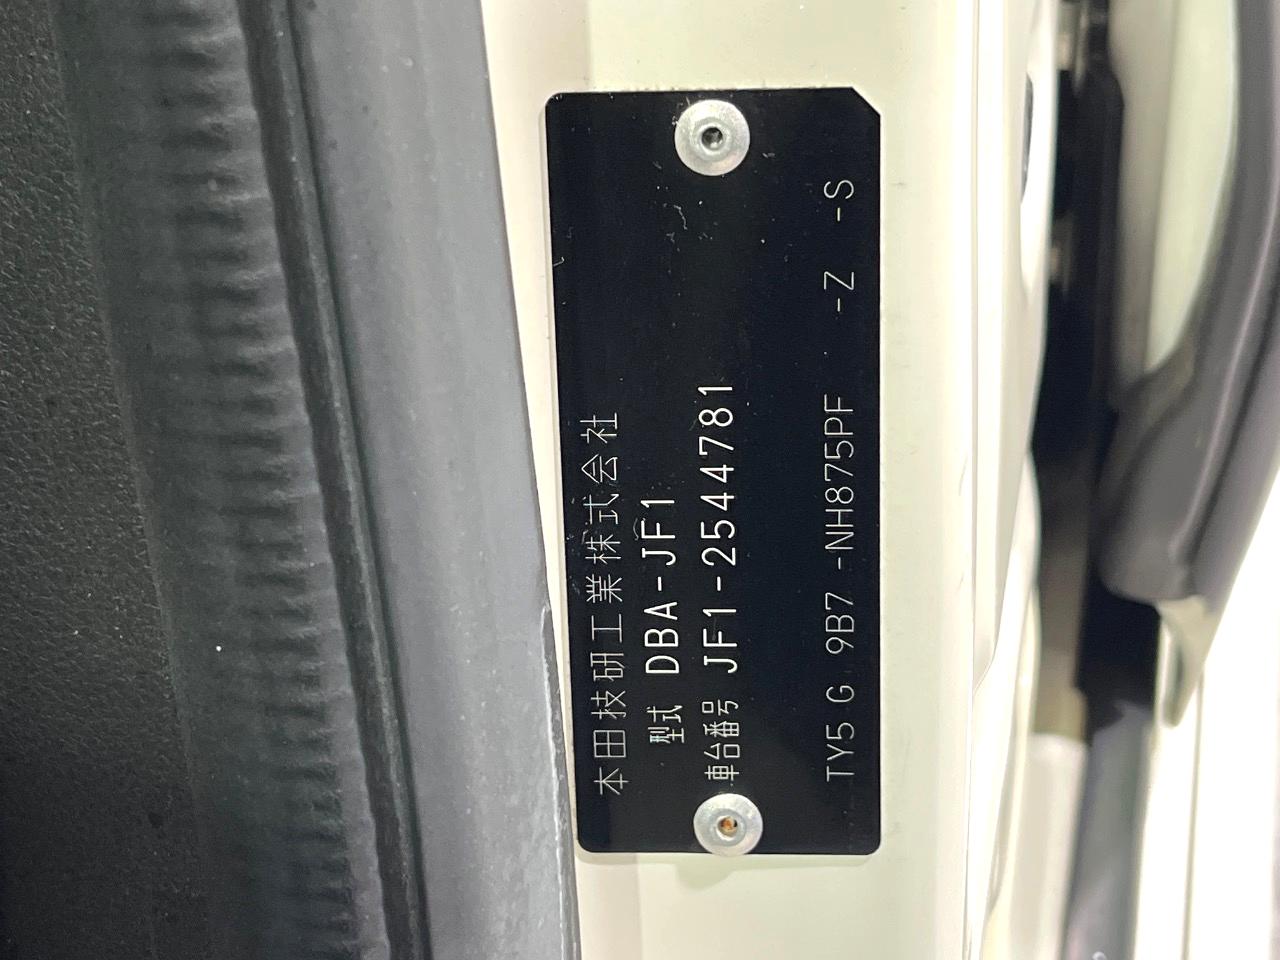 本田技研工業株式会社
型式 DBA-JF1
車台番号 JF1-2544781
TY5 G 9B7 -NH875PF -Z -S